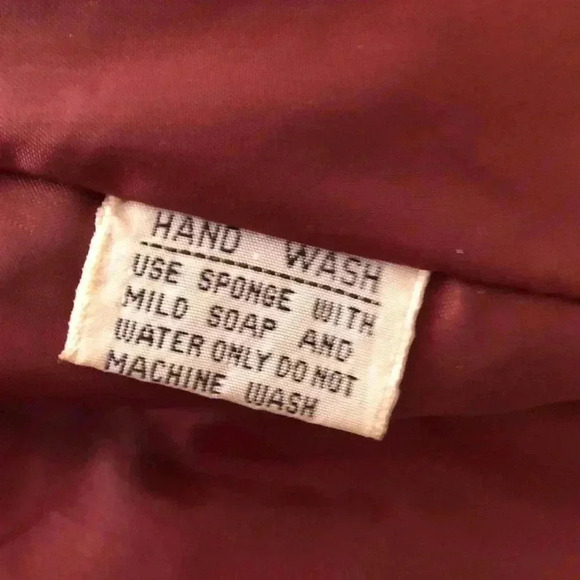 HAND WASH
USE SPONGE WITH
MILD SOAP AND
WATER ONLY DO NOT
MACHINE WASH